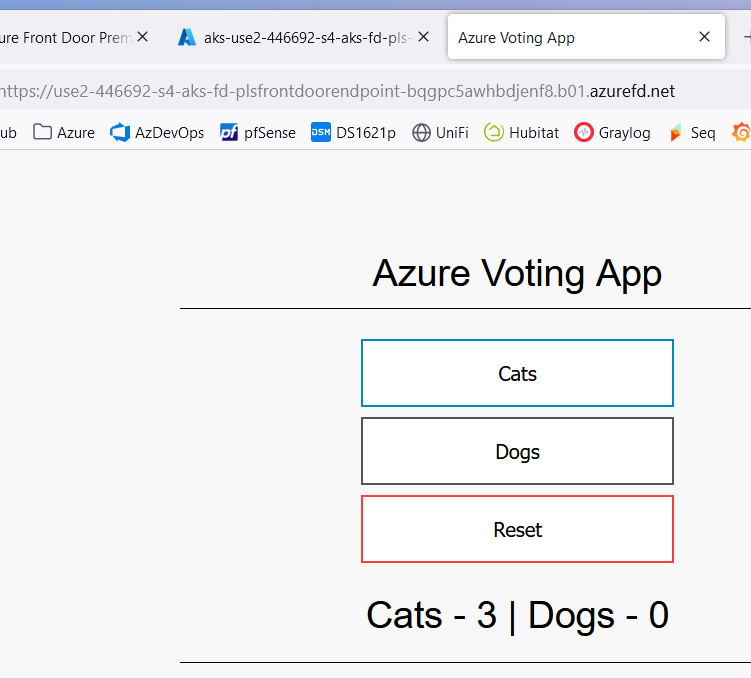 ure Front Door Prem aks-use2-446692-s4-aks-fd-pls- Azure Voting App
https://use2-446692-s4-aks-fd-plsfrontdoorendpoint-bqgpc5awhbdjenf8.b01.azurefd.net
ub Azure AzDevOps pfSense DSM DS1621p UniFi Hubitat Graylog Seq
Azure Voting App
Cats
Dogs
Reset
Cats - 3 | Dogs - 0